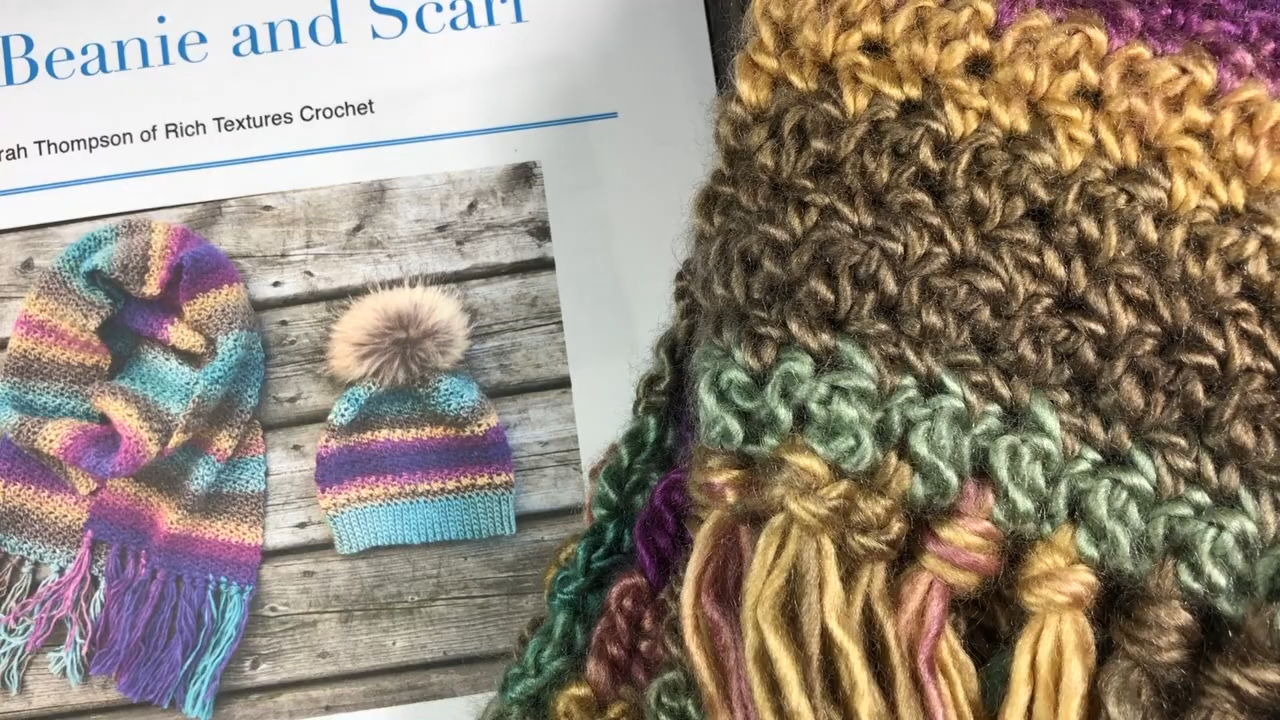 Beanie and Scarf
rah Thompson of Rich Textures Crochet